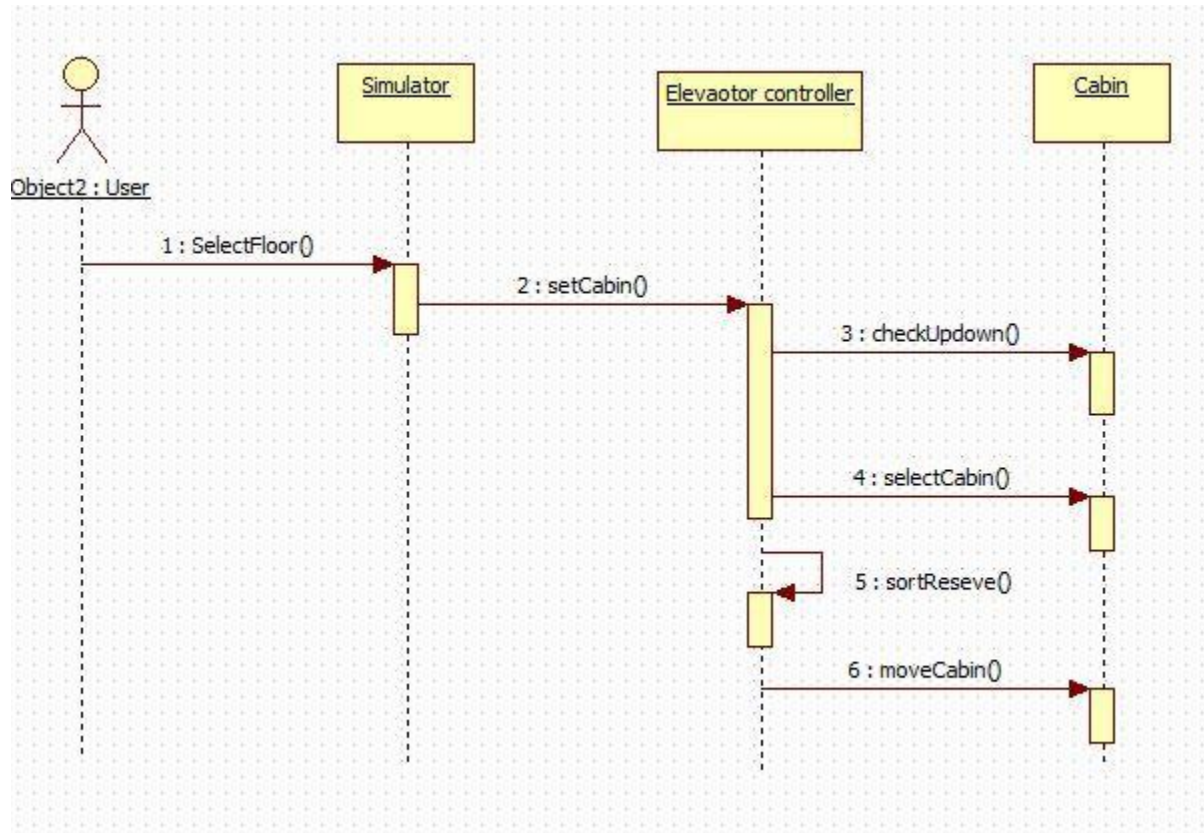 Simulator
Elevaotor controller
Cabin
Object2 : User
1 : SelectFloor()
2 : setCabin()
3 : checkUpdown()
4 : selectCabin()
5 : sortReseve()
6 : moveCabin()